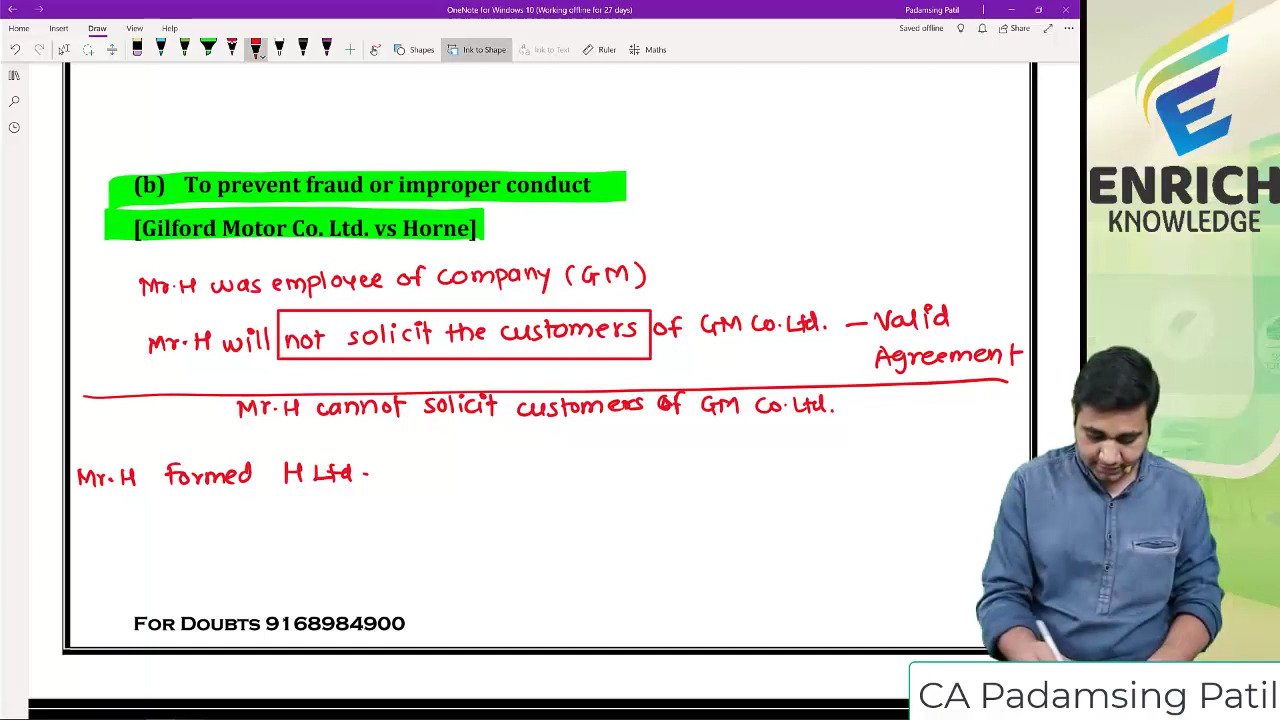 OneNote for Windows 10 (Working offline for 27 days)
Padamsing Patil
Home Insert Draw View Help
Saved offline
Share
Shapes
Ink to Shape
Ink to Text
Ruler
Maths
(b) To prevent fraud or improper conduct
[Gilford Motor Co. Ltd. vs Horne]
Mr.H was employee of company (GM)
Mr.H will not solicit the customers of GM Co.Ltd. – Valid
Agreement
Mr.H cannot solicit customers of GM Co.Ltd.
Mr.H formed H Ltd.
FOR DOUBTS 9168984900
ENRICH
KNOWLEDGE
CA Padamsing Patil